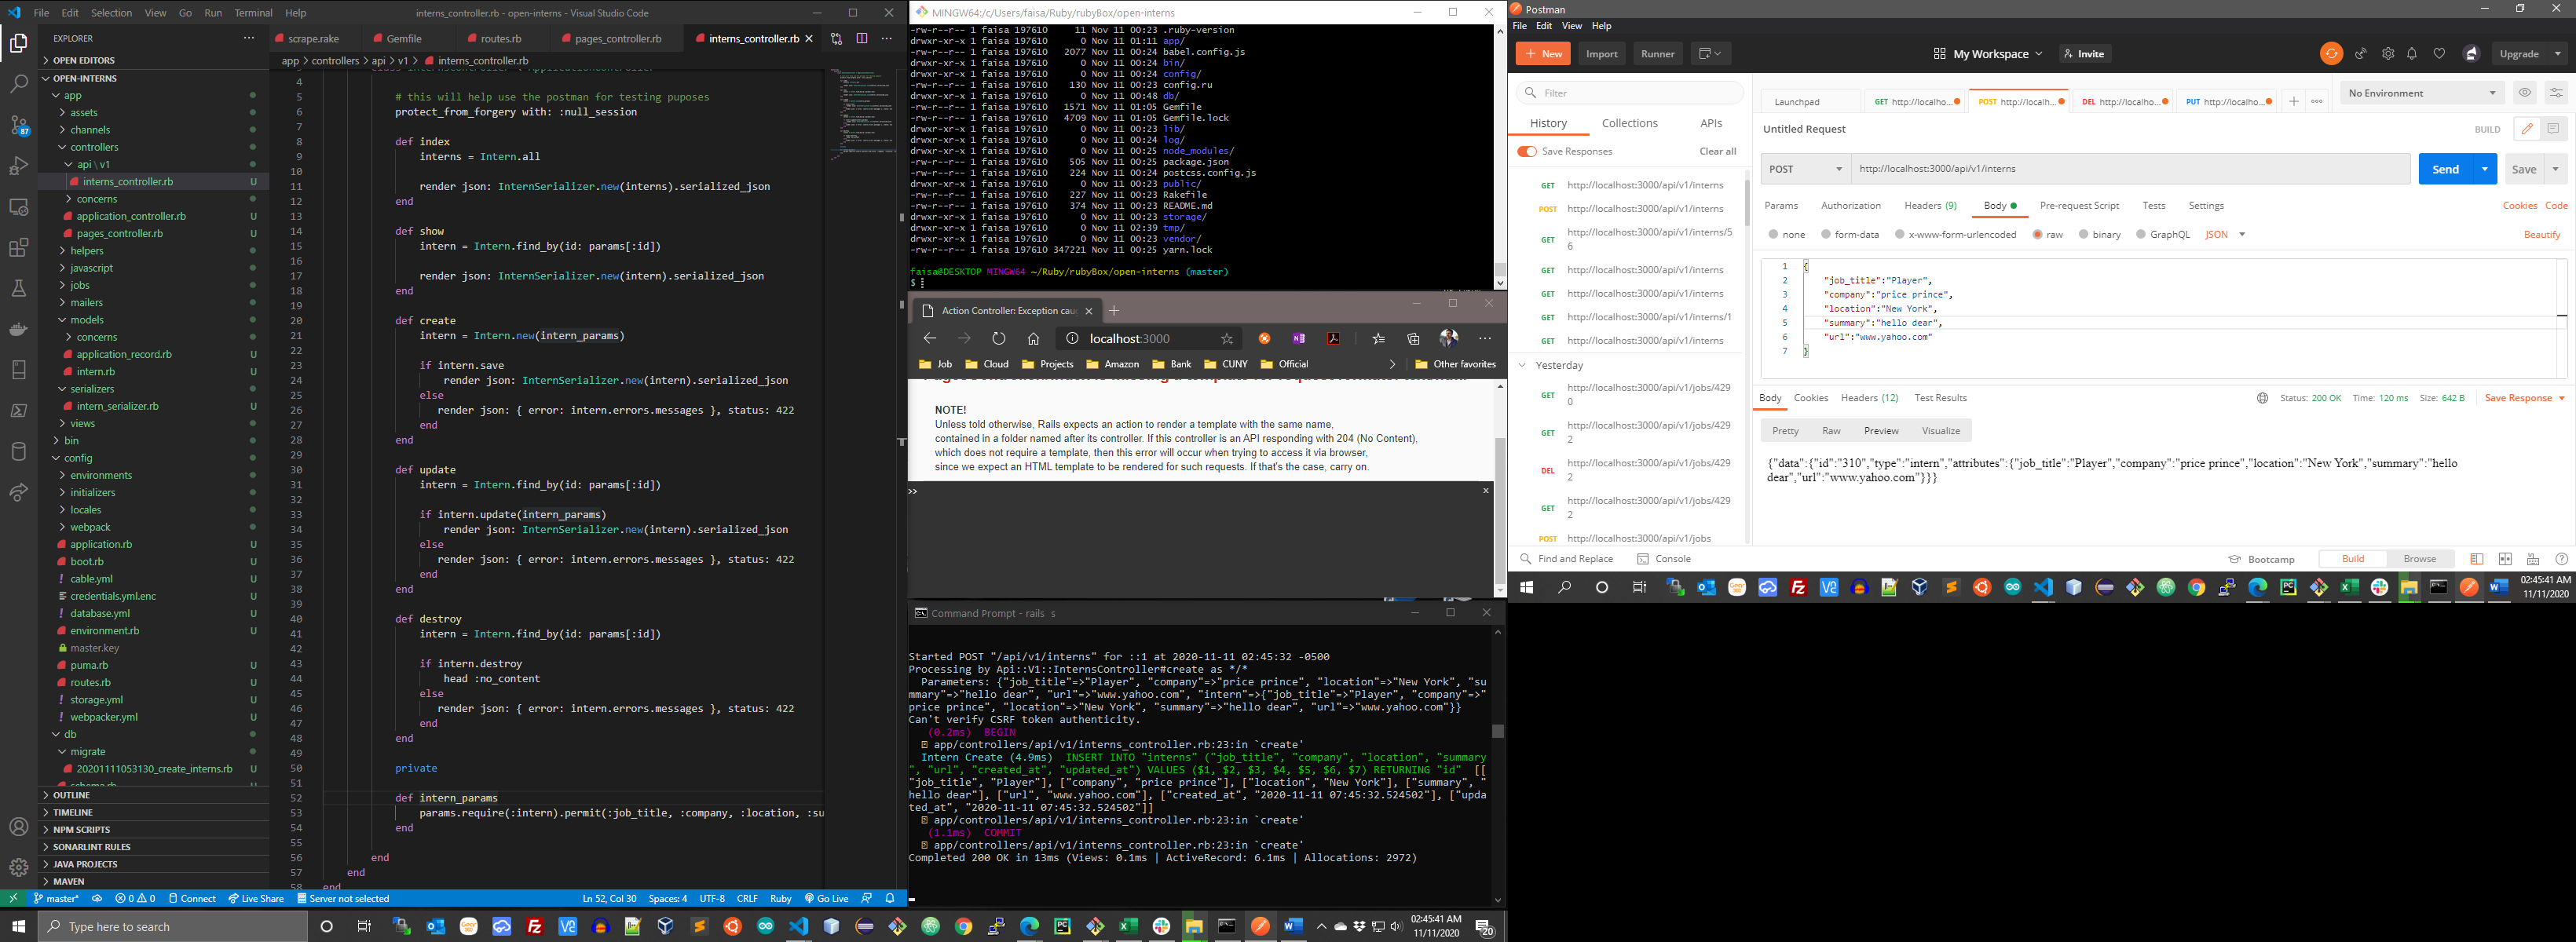 File Edit Selection View Go Run Terminal Help interns_controller.rb - open-interns - Visual Studio Code
EXPLORER
OPEN EDITORS
OPEN-INTERNS
app
assets
channels
controllers
api \ v1
interns_controller.rb U
concerns
application_controller.rb U
pages_controller.rb U
helpers
javascript
jobs
mailers
models
concerns
application_record.rb U
intern.rb U
serializers
intern_serializer.rb U
views
bin
config
environments
initializers
locales
webpack
application.rb U
boot.rb U
cable.yml U
credentials.yml.enc U
database.yml U
environment.rb U
master.key
puma.rb U
routes.rb U
storage.yml U
webpacker.yml U
db
migrate
20201111053130_create_interns.rb U
OUTLINE
TIMELINE
NPM SCRIPTS
SONARLINT RULES
JAVA PROJECTS
MAVEN
87
scrape.rake Gemfile routes.rb pages_controller.rb interns_controller.rb
app > controllers > api > v1 > interns_controller.rb
4
5 # this will help use the postman for testing puposes
6 protect_from_forgery with: :null_session
7
8 def index
9 interns = Intern.all
10
11 render json: InternSerializer.new(interns).serialized_json
12 end
13
14 def show
15 intern = Intern.find_by(id: params[:id])
16
17 render json: InternSerializer.new(intern).serialized_json
18 end
19
20 def create
21 intern = Intern.new(intern_params)
22
23 if intern.save
24 render json: InternSerializer.new(intern).serialized_json
25 else
26 render json: { error: intern.errors.messages }, status: 422
27 end
28 end
29
30 def update
31 intern = Intern.find_by(id: params[:id])
32
33 if intern.update(intern_params)
34 render json: InternSerializer.new(intern).serialized_json
35 else
36 render json: { error: intern.errors.messages }, status: 422
37 end
38 end
39
40 def destroy
41 intern = Intern.find_by(id: params[:id])
42
43 if intern.destroy
44 head :no_content
45 else
46 render json: { error: intern.errors.messages }, status: 422
47 end
48 end
49
50 private
51
52 def intern_params
53 params.require(:intern).permit(:job_title, :company, :location, :su
54 end
55
56 end
57 end
58 end
master* 0 0 Connect Live Share Server not selected Ln 52, Col 30 Spaces: 4 UTF-8 CRLF Ruby Go Live
Type here to search
02:45:41 AM
11/11/2020
20
MINGW64:/c/Users/faisa/Ruby/rubyBox/open-interns
-rw-r--r-- 1 faisa 197610 11 Nov 11 00:23 .ruby-version
drwxr-xr-x 1 faisa 197610 0 Nov 11 01:11 app/
-rw-r--r-- 1 faisa 197610 2077 Nov 11 00:24 babel.config.js
drwxr-xr-x 1 faisa 197610 0 Nov 11 00:24 bin/
drwxr-xr-x 1 faisa 197610 0 Nov 11 00:24 config/
-rw-r--r-- 1 faisa 197610 130 Nov 11 00:23 config.ru
drwxr-xr-x 1 faisa 197610 0 Nov 11 00:48 db/
-rw-r--r-- 1 faisa 197610 1571 Nov 11 01:05 Gemfile
-rw-r--r-- 1 faisa 197610 4709 Nov 11 01:05 Gemfile.lock
drwxr-xr-x 1 faisa 197610 0 Nov 11 00:23 lib/
drwxr-xr-x 1 faisa 197610 0 Nov 11 00:24 log/
drwxr-xr-x 1 faisa 197610 0 Nov 11 00:25 node_modules/
-rw-r--r-- 1 faisa 197610 505 Nov 11 00:25 package.json
-rw-r--r-- 1 faisa 197610 224 Nov 11 00:24 postcss.config.js
drwxr-xr-x 1 faisa 197610 0 Nov 11 00:23 public/
-rw-r--r-- 1 faisa 197610 227 Nov 11 00:23 Rakefile
-rw-r--r-- 1 faisa 197610 374 Nov 11 00:23 README.md
drwxr-xr-x 1 faisa 197610 0 Nov 11 00:23 storage/
drwxr-xr-x 1 faisa 197610 0 Nov 11 02:39 tmp/
drwxr-xr-x 1 faisa 197610 0 Nov 11 00:23 vendor/
-rw-r--r-- 1 faisa 197610 347221 Nov 11 00:25 yarn.lock
faisa@DESKTOP MINGW64 ~/Ruby/rubyBox/open-interns (master)
$
Action Controller: Exception cau
localhost:3000
Job Cloud Projects Amazon Bank CUNY Official Other favorites
NOTE!
Unless told otherwise, Rails expects an action to render a template with the same name,
contained in a folder named after its controller. If this controller is an API responding with 204 (No Content),
which does not require a template, then this error will occur when trying to access it via browser,
since we expect an HTML template to be rendered for such requests. If that's the case, carry on.
>>
Command Prompt - rails s
Started POST "/api/v1/interns" for ::1 at 2020-11-11 02:45:32 -0500
Processing by Api::V1::InternsController#create as */*
Parameters: {"job_title"=>"Player", "company"=>"price prince", "location"=>"New York", "su
mmary"=>"hello dear", "url"=>"www.yahoo.com", "intern"=>{"job_title"=>"Player", "company"=>"
price prince", "location"=>"New York", "summary"=>"hello dear", "url"=>"www.yahoo.com"}}
Can't verify CSRF token authenticity.
(0.2ms) BEGIN
app/controllers/api/v1/interns_controller.rb:23:in `create'
Intern Create (4.9ms) INSERT INTO "interns" ("job_title", "company", "location", "summary
", "url", "created_at", "updated_at") VALUES ($1, $2, $3, $4, $5, $6, $7) RETURNING "id" [[
"job_title", "Player"], ["company", "price prince"], ["location", "New York"], ["summary", "
hello dear"], ["url", "www.yahoo.com"], ["created_at", "2020-11-11 07:45:32.524502"], ["upda
ted_at", "2020-11-11 07:45:32.524502"]]
app/controllers/api/v1/interns_controller.rb:23:in `create'
(1.1ms) COMMIT
app/controllers/api/v1/interns_controller.rb:23:in `create'
Completed 200 OK in 13ms (Views: 0.1ms | ActiveRecord: 6.1ms | Allocations: 2972)
Postman
File Edit View Help
New Import Runner My Workspace Invite Upgrade
Filter
History Collections APIs
Save Responses Clear all
GET http://localhost:3000/api/v1/interns
POST http://localhost:3000/api/v1/interns
GET http://localhost:3000/api/v1/interns/5
6
GET http://localhost:3000/api/v1/interns
GET http://localhost:3000/api/v1/interns
GET http://localhost:3000/api/v1/interns/1
GET http://localhost:3000/api/v1/interns
Yesterday
GET http://localhost:3000/api/v1/jobs/429
0
GET http://localhost:3000/api/v1/jobs/429
2
DEL http://localhost:3000/api/v1/jobs/429
2
GET http://localhost:3000/api/v1/jobs/429
2
POST http://localhost:3000/api/v1/jobs
Launchpad GET http://localho... POST http://localh... DEL http://localho... PUT http://localho... No Environment
Untitled Request BUILD
POST http://localhost:3000/api/v1/interns Send Save
Params Authorization Headers (9) Body Pre-request Script Tests Settings Cookies Code
none form-data x-www-form-urlencoded raw binary GraphQL JSON Beautify
1 {
2 "job_title":"Player",
3 "company":"price prince",
4 "location":"New York",
5 "summary":"hello dear",
6 "url":"www.yahoo.com"
7 }
Body Cookies Headers (12) Test Results Status: 200 OK Time: 120 ms Size: 642 B Save Response
Pretty Raw Preview Visualize
{"data":{"id":"310","type":"intern","attributes":{"job_title":"Player","company":"price prince","location":"New York","summary":"hello
dear","url":"www.yahoo.com"}}}
Find and Replace Console Bootcamp Build Browse
02:45:41 AM
11/11/2020